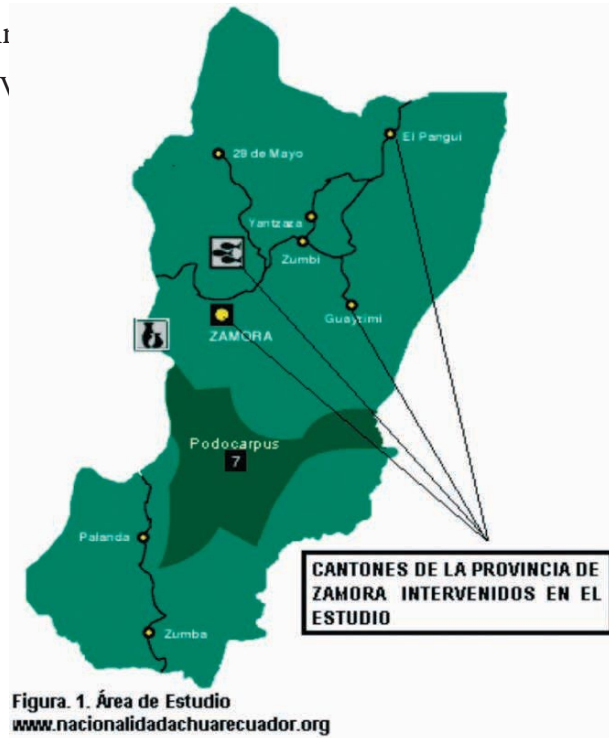 El Pangui
28 de Mayo
Yantzaza
Zumbi
Guaytimi
ZAMORA
Podocarpus
7
Palanda
CANTONES DE LA PROVINCIA DE
ZAMORA INTERVENIDOS EN EL
ESTUDIO
Zumba
Figura. 1. Área de Estudio
www.nacionalidadachuarecuador.org